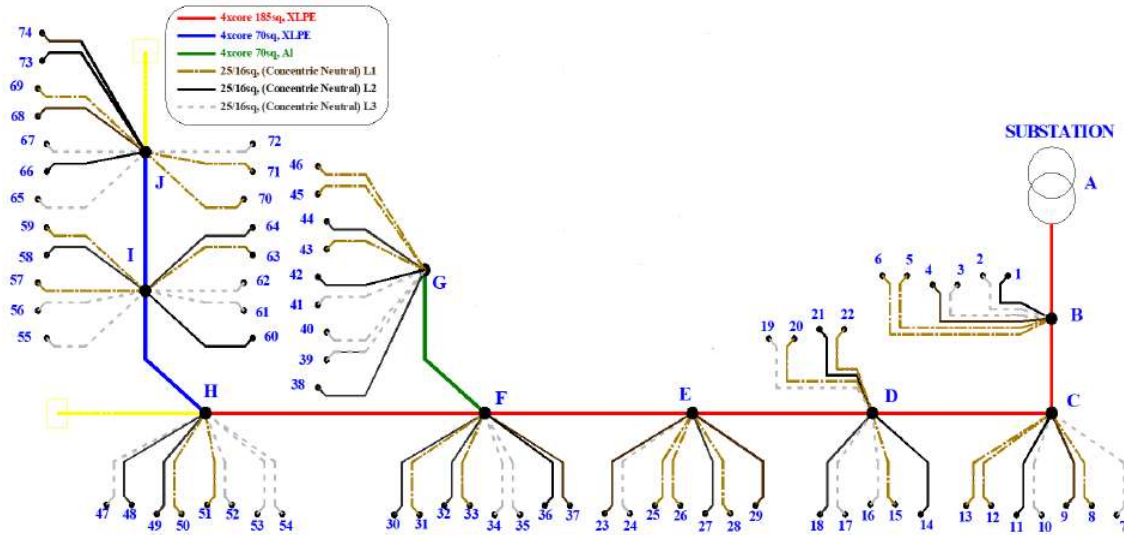 4xcore 185sq, XLPE
4xcore 70sq, XLPE
4xcore 70sq, Al
25/16sq, (Concentric Neutral) L1
25/16sq, (Concentric Neutral) L2
25/16sq, (Concentric Neutral) L3
SUBSTATION
A
74
73
69
68
67
66
65
72
71
70
J
59
58
57
56
55
I
64
63
62
61
60
46
45
44
43
42
41
40
39
38
G
6 5 4 3 2 1
B
19 20 21 22
H F E D C
47 48 49 50 51 52 53 54
30 31 32 33 34 35 36 37
23 24 25 26 27 28 29
18 17 16 15 14
13 12 11 10 9 8 7